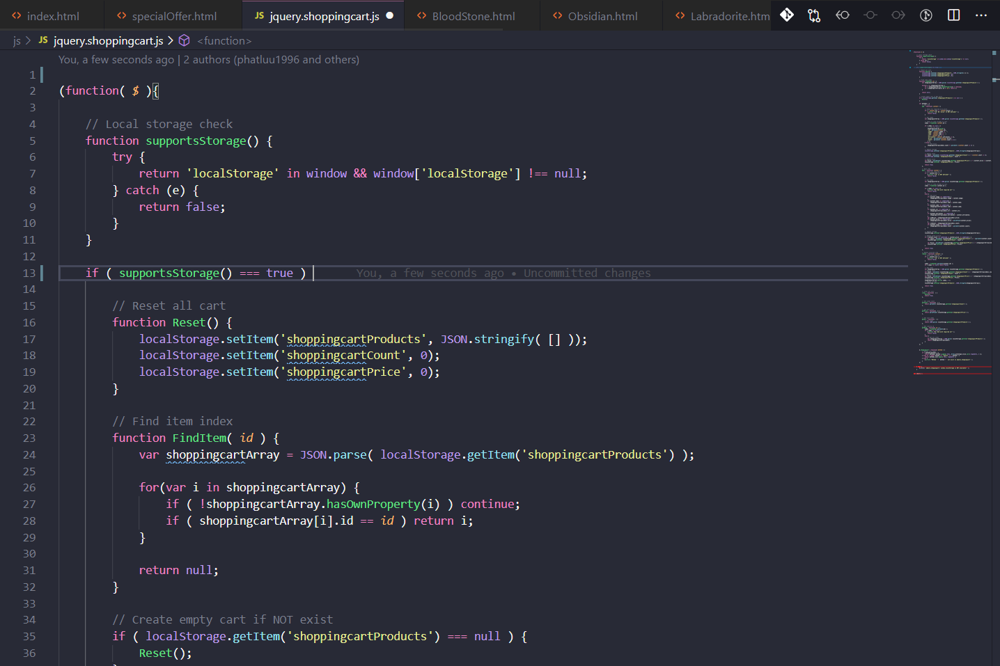 index.html specialOffer.html JS jquery.shoppingcart.js BloodStone.html Obsidian.html Labradorite.htm
js > JS jquery.shoppingcart.js > <function>
You, a few seconds ago | 2 authors (phatluu1996 and others)
1
2 (function( $ ){
3
4 // Local storage check
5 function supportsStorage() {
6 try {
7 return 'localStorage' in window && window['localStorage'] !== null;
8 } catch (e) {
9 return false;
10 }
11 }
12
13 if ( supportsStorage() === true ) You, a few seconds ago • Uncommitted changes
14
15 // Reset all cart
16 function Reset() {
17 localStorage.setItem('shoppingcartProducts', JSON.stringify( [] ));
18 localStorage.setItem('shoppingcartCount', 0);
19 localStorage.setItem('shoppingcartPrice', 0);
20 }
21
22 // Find item index
23 function FindItem( id ) {
24 var shoppingcartArray = JSON.parse( localStorage.getItem('shoppingcartProducts') );
25
26 for(var i in shoppingcartArray) {
27 if ( !shoppingcartArray.hasOwnProperty(i) ) continue;
28 if ( shoppingcartArray[i].id == id ) return i;
29 }
30
31 return null;
32 }
33
34 // Create empty cart if NOT exist
35 if ( localStorage.getItem('shoppingcartProducts') === null ) {
36 Reset();